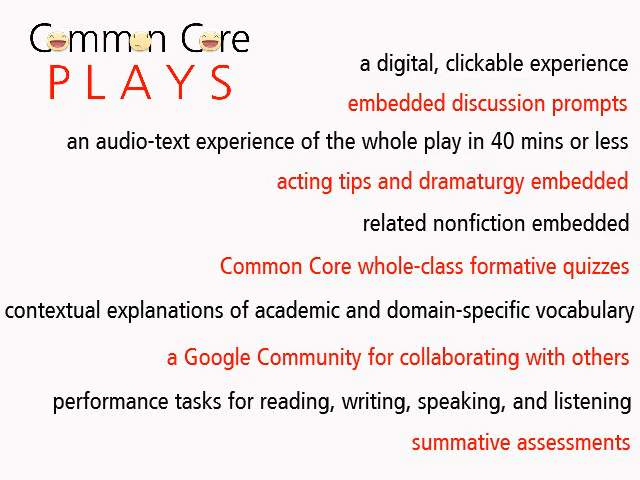 Common Core
PLAYS
a digital, clickable experience
embedded discussion prompts
an audio-text experience of the whole play in 40 mins or less
acting tips and dramaturgy embedded
related nonfiction embedded
Common Core whole-class formative quizzes
contextual explanations of academic and domain-specific vocabulary
a Google Community for collaborating with others
performance tasks for reading, writing, speaking, and listening
summative assessments